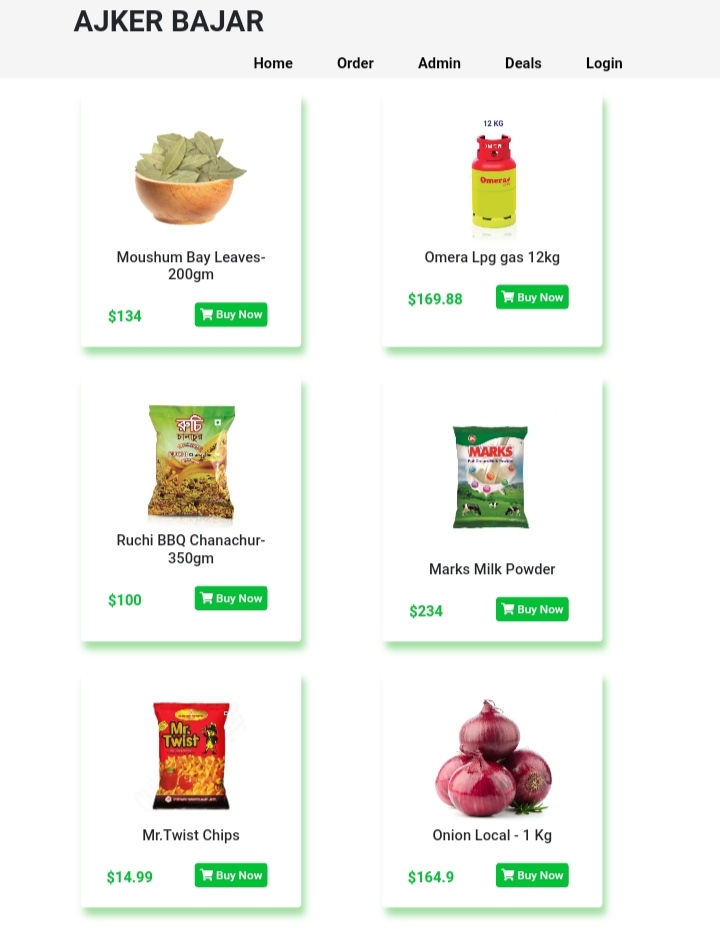 AJKER BAJAR
Home Order Admin Deals Login
12 KG
Omera
Moushum Bay Leaves-
200gm
Omera Lpg gas 12kg
$134
Buy Now
$169.88
Buy Now
রুচি
চানাচুর
MARKS
Ruchi BBQ Chanachur-
350gm
Marks Milk Powder
$100
Buy Now
$234
Buy Now
Mr.
Twist
Mr.Twist Chips
Onion Local - 1 Kg
$14.99
Buy Now
$164.9
Buy Now